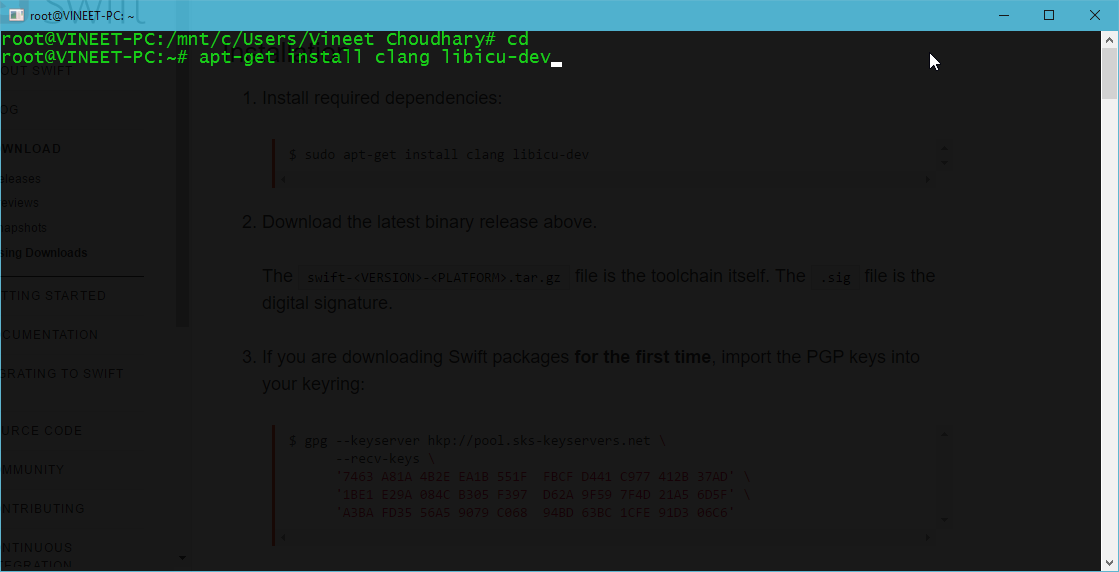 root@VINEET-PC: ~
root@VINEET-PC:/mnt/c/Users/Vineet Choudhary# cd
root@VINEET-PC:~# apt-get install clang libicu-dev
OUT SWIFT
OG
WNLOAD
eleases
eviews
napshots
sing Downloads
TTING STARTED
CUMENTATION
GRATING TO SWIFT
URCE CODE
MMUNITY
NTRIBUTING
NTINUOUS
EGRATION
1. Install required dependencies:
$ sudo apt-get install clang libicu-dev
2. Download the latest binary release above.
The swift-<VERSION>-<PLATFORM>.tar.gz file is the toolchain itself. The .sig file is the
digital signature.
3. If you are downloading Swift packages for the first time, import the PGP keys into
your keyring:
$ gpg --keyserver hkp://pool.sks-keyservers.net \
--recv-keys \
'7463 A81A 4B2E EA1B 551F  FBCF D441 C977 412B 37AD' \
'1BE1 E29A 084C B305 F397  D62A 9F59 7F4D 21A5 6D5F' \
'A3BA FD35 56A5 9079 C068  94BD 63BC 1CFE 91D3 06C6'